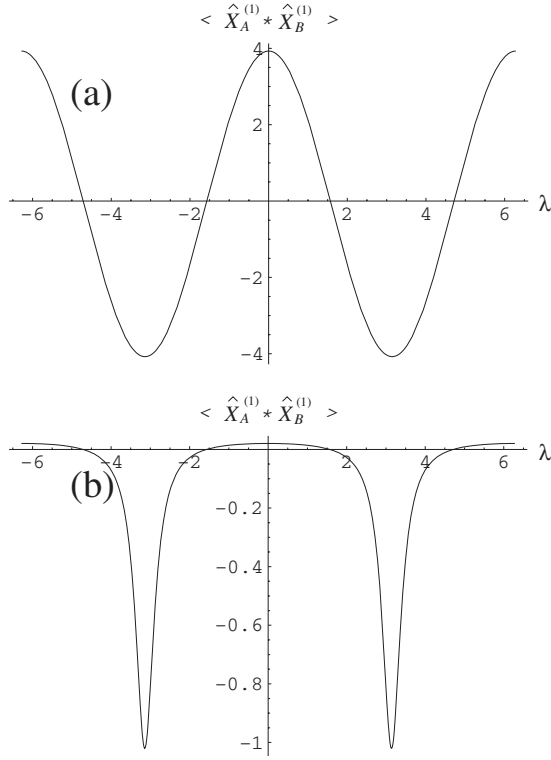 < X̂_A^(1) * X̂_B^(1) >
(a)
4
2
-6 -4 -2 2 4 6 λ
-2
-4
< X̂_A^(1) * X̂_B^(1) >
-6 -4 -2 2 4 6 λ
(b)
-0.2
-0.4
-0.6
-0.8
-1